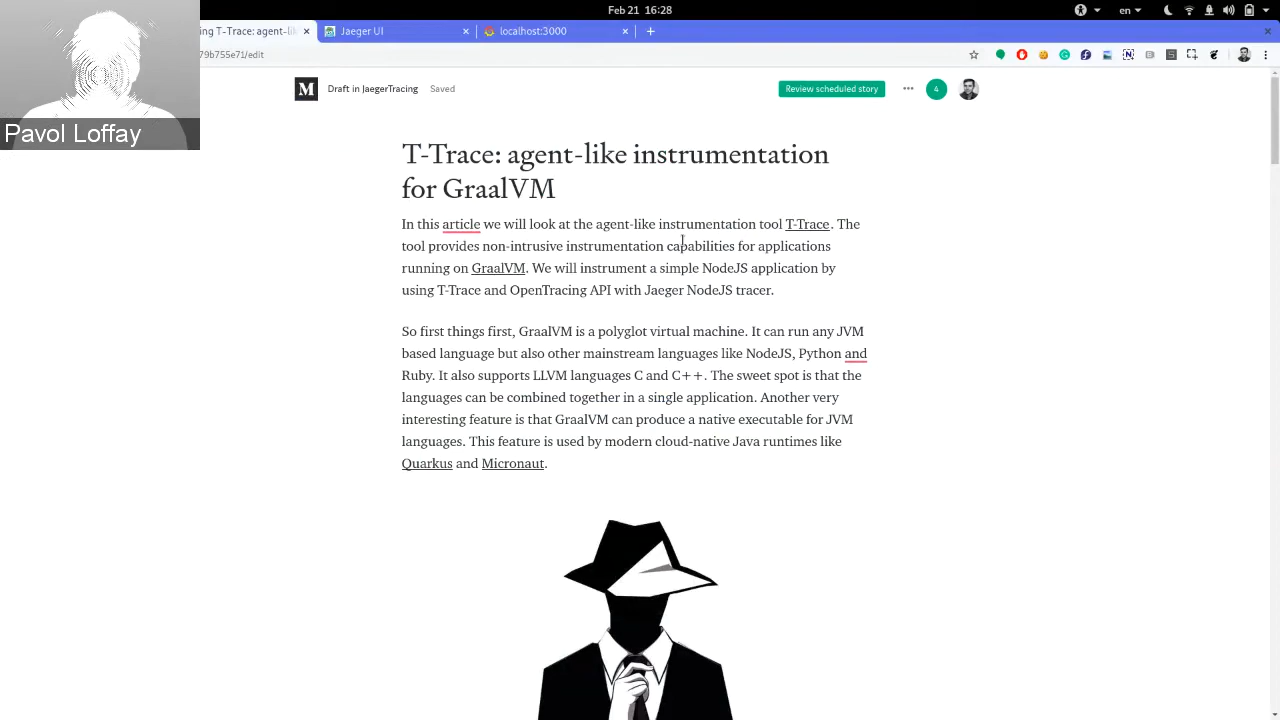 Feb 21 16:28
en
ng T-Trace: agent-lik
Jaeger UI
localhost:3000
79b755e71/edit
Pavol Loffay
M
Draft in JaegerTracing
Saved
Review scheduled story
4
T-Trace: agent-like instrumentation
for GraalVM
In this article we will look at the agent-like instrumentation tool T-Trace. The
tool provides non-intrusive instrumentation capabilities for applications
running on GraalVM. We will instrument a simple NodeJS application by
using T-Trace and OpenTracing API with Jaeger NodeJS tracer.
So first things first, GraalVM is a polyglot virtual machine. It can run any JVM
based language but also other mainstream languages like NodeJS, Python and
Ruby. It also supports LLVM languages C and C++. The sweet spot is that the
languages can be combined together in a single application. Another very
interesting feature is that GraalVM can produce a native executable for JVM
languages. This feature is used by modern cloud-native Java runtimes like
Quarkus and Micronaut.